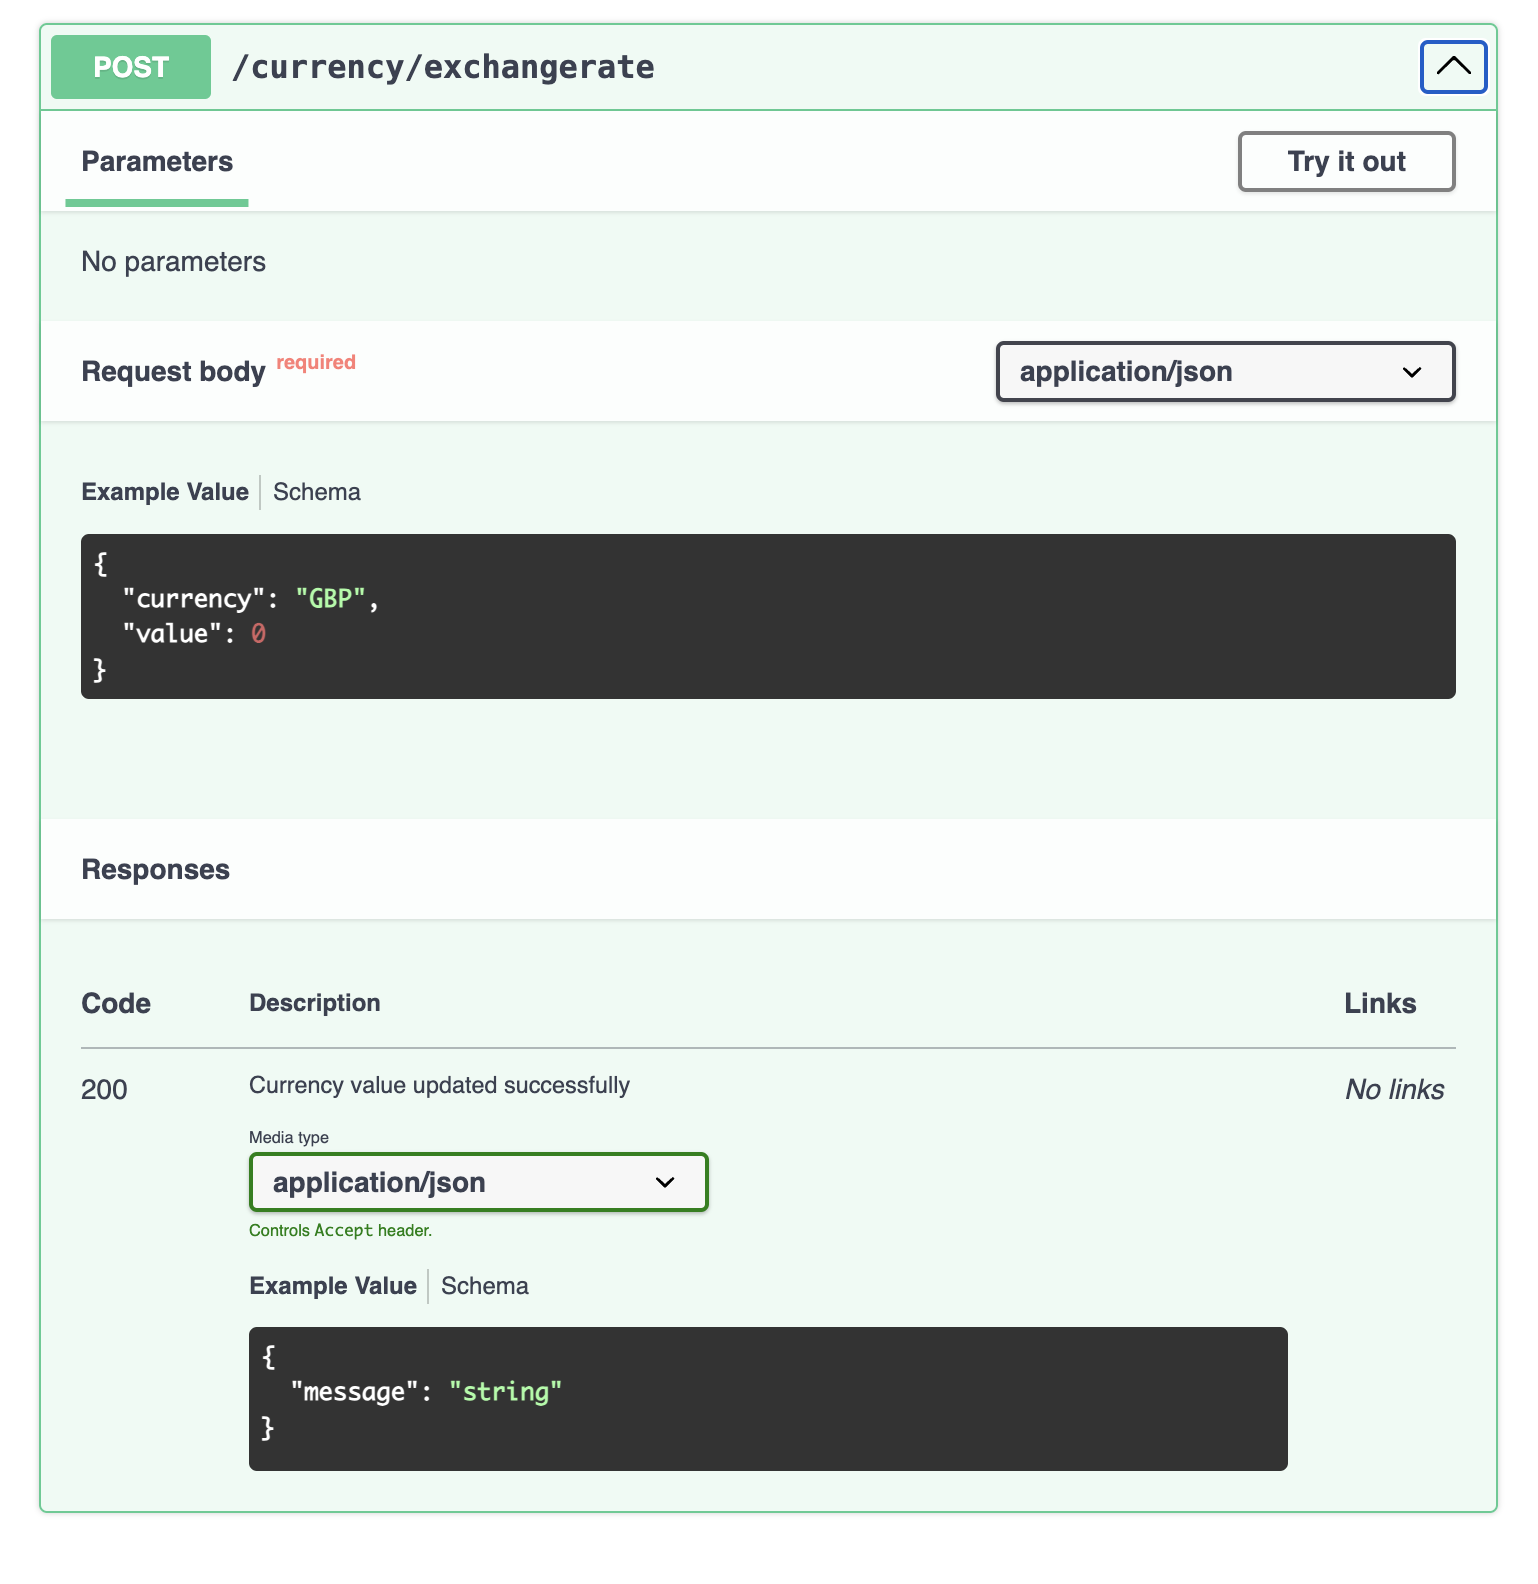 POST /currency/exchangerate
Parameters
Try it out
No parameters
Request body required
application/json
Example Value Schema
{
  "currency": "GBP",
  "value": 0
}
Responses
Code Description Links
200 Currency value updated successfully No links
Media type
application/json
Controls Accept header.
Example Value Schema
{
  "message": "string"
}